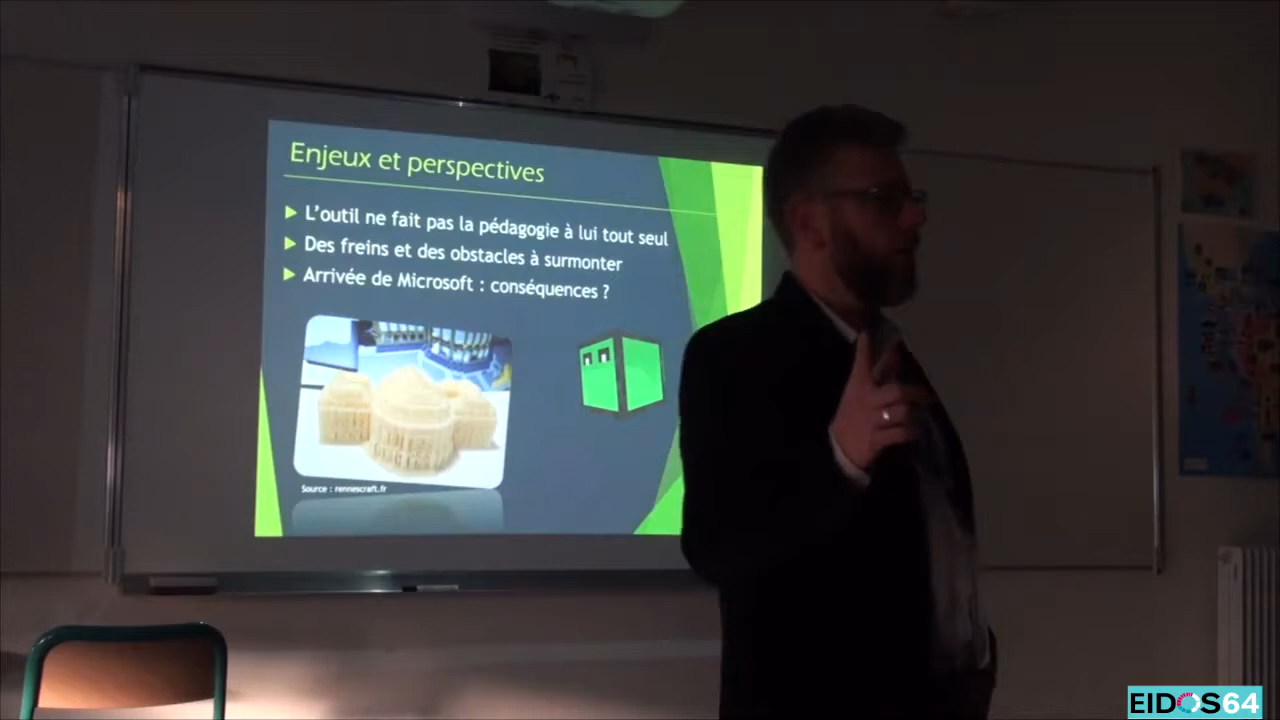 Enjeux et perspectives
L'outil ne fait pas la pédagogie à lui tout seul
Des freins et des obstacles à surmonter
Arrivée de Microsoft : conséquences ?
Source : rennescraft.fr
EIDOS64